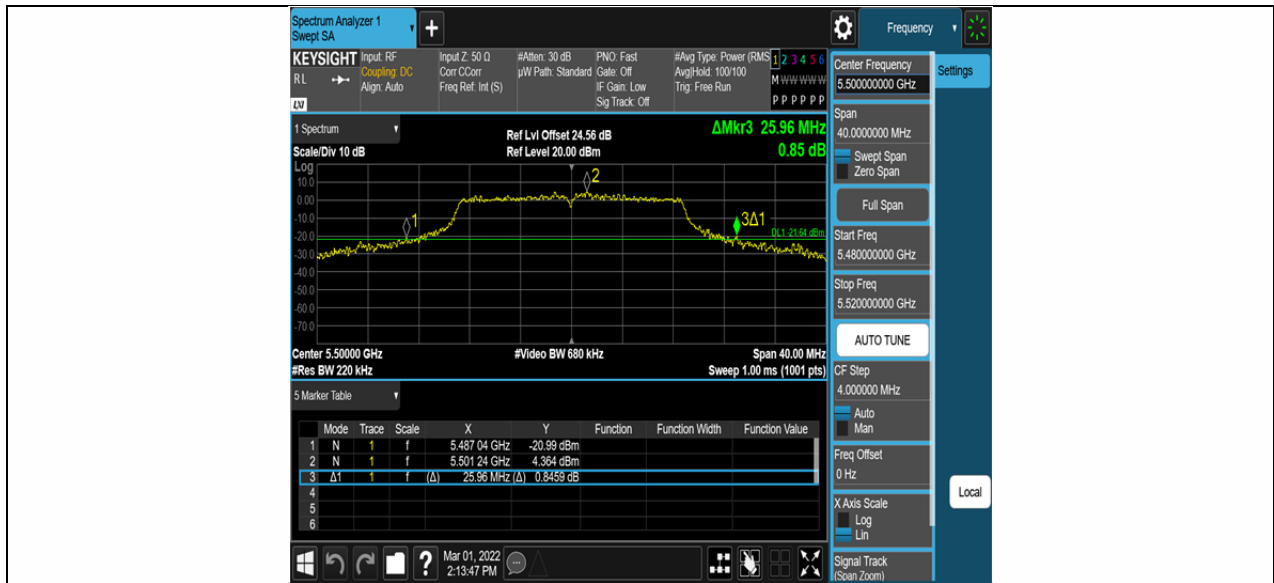 Spectrum Analyzer 1
Swept SA
+
Frequency
KEYSIGHT Input: RF Input Z: 50 Ω #Atten: 30 dB PNO: Fast #Avg Type: Power (RMS 1 2 3 4 5 6
RL Coupling: DC Corr CCorr µW Path: Standard Gate: Off Avg|Hold: 100/100 M W W W W W
Align: Auto Freq Ref: Int (S) IF Gain: Low Trig: Free Run
LXI Sig Track: Off P P P P P P
1 Spectrum
Scale/Div 10 dB
Ref Lvl Offset 24.56 dB
Ref Level 20.00 dBm
ΔMkr3 25.96 MHz
0.85 dB
Log
10.0
0.00
-10.0
-20.0
-30.0
-40.0
-50.0
-60.0
-70.0
1
2
3Δ1
DL1 -21.64 dBm
Center 5.50000 GHz #Video BW 680 kHz Span 40.00 MHz
#Res BW 220 kHz Sweep 1.00 ms (1001 pts)
5 Marker Table
Mode Trace Scale X Y Function Function Width Function Value
1 N 1 f 5.487 04 GHz -20.99 dBm
2 N 1 f 5.501 24 GHz 4.364 dBm
3 Δ1 1 f (Δ) 25.96 MHz (Δ) 0.8459 dB
4
5
6
?
Mar 01, 2022
2:13:47 PM
Settings
Center Frequency
5.500000000 GHz
Span
40.0000000 MHz
Swept Span
Zero Span
Full Span
Start Freq
5.480000000 GHz
Stop Freq
5.520000000 GHz
AUTO TUNE
CF Step
4.000000 MHz
Auto
Man
Freq Offset
0 Hz
X Axis Scale
Log
Lin
Signal Track
(Span Zoom)
Local